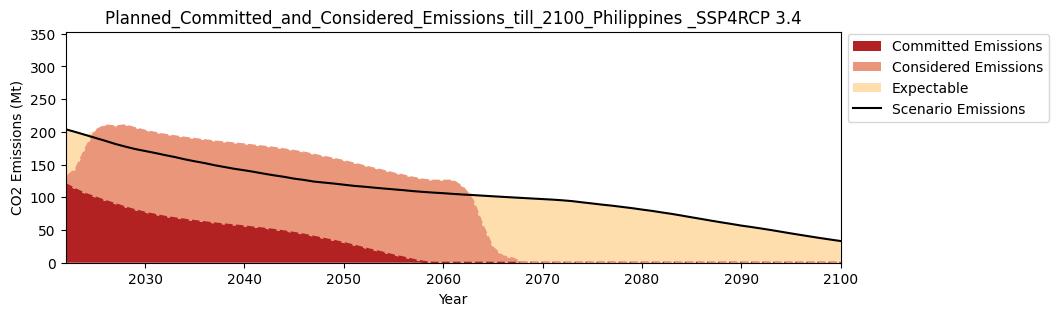 Planned_Committed_and_Considered_Emissions_till_2100_Philippines _SSP4RCP 3.4
350
300
250
200
150
100
50
0
CO2 Emissions (Mt)
2030
2040
2050
2060
2070
2080
2090
2100
Year
Committed Emissions
Considered Emissions
Expectable
Scenario Emissions